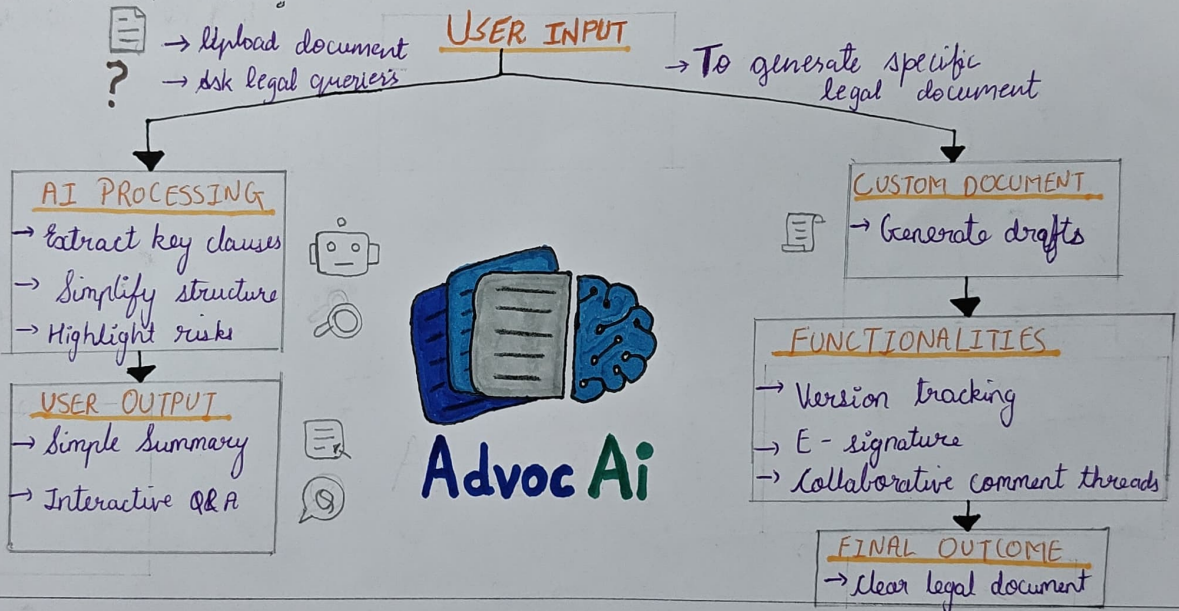 USER INPUT
→ Upload document
→ Ask legal querieris
?
→ To generate specific
legal document
AI PROCESSING
→ Extract key clauses
→ Simplify structure
→ Highlight risks
USER OUTPUT
→ Simple Summary
→ Interactive Q&A
Q
Advoc Ai
CUSTOM DOCUMENT
→ Generate drafts
FUNCTIONALITIES
→ Version tracking
→ E - signature
→ Collaborative comment threads
FINAL OUTCOME
→ Clear legal document